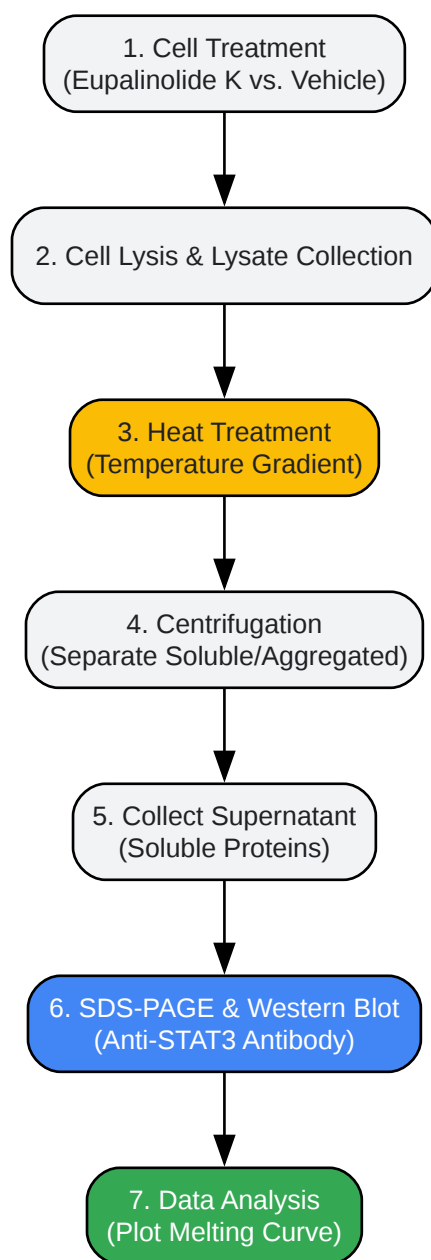 1. Cell Treatment
(Eupalinolide K vs. Vehicle)
2. Cell Lysis & Lysate Collection
3. Heat Treatment
(Temperature Gradient)
4. Centrifugation
(Separate Soluble/Aggregated)
5. Collect Supernatant
(Soluble Proteins)
6. SDS-PAGE & Western Blot
(Anti-STAT3 Antibody)
7. Data Analysis
(Plot Melting Curve)